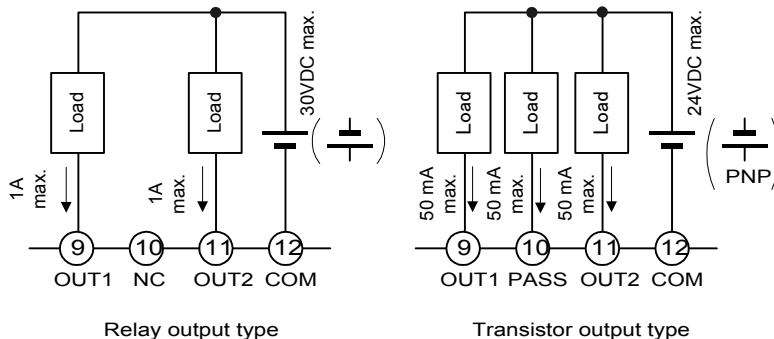 Load
Load
30VDC max.
1A
max.
1A
max.
9
10
11
12
OUT1 NC OUT2 COM
Relay output type
Load
Load
Load
24VDC max.
PNP
50 mA
max.
50 mA
max.
50 mA
max.
9
10
11
12
OUT1 PASS OUT2 COM
Transistor output type